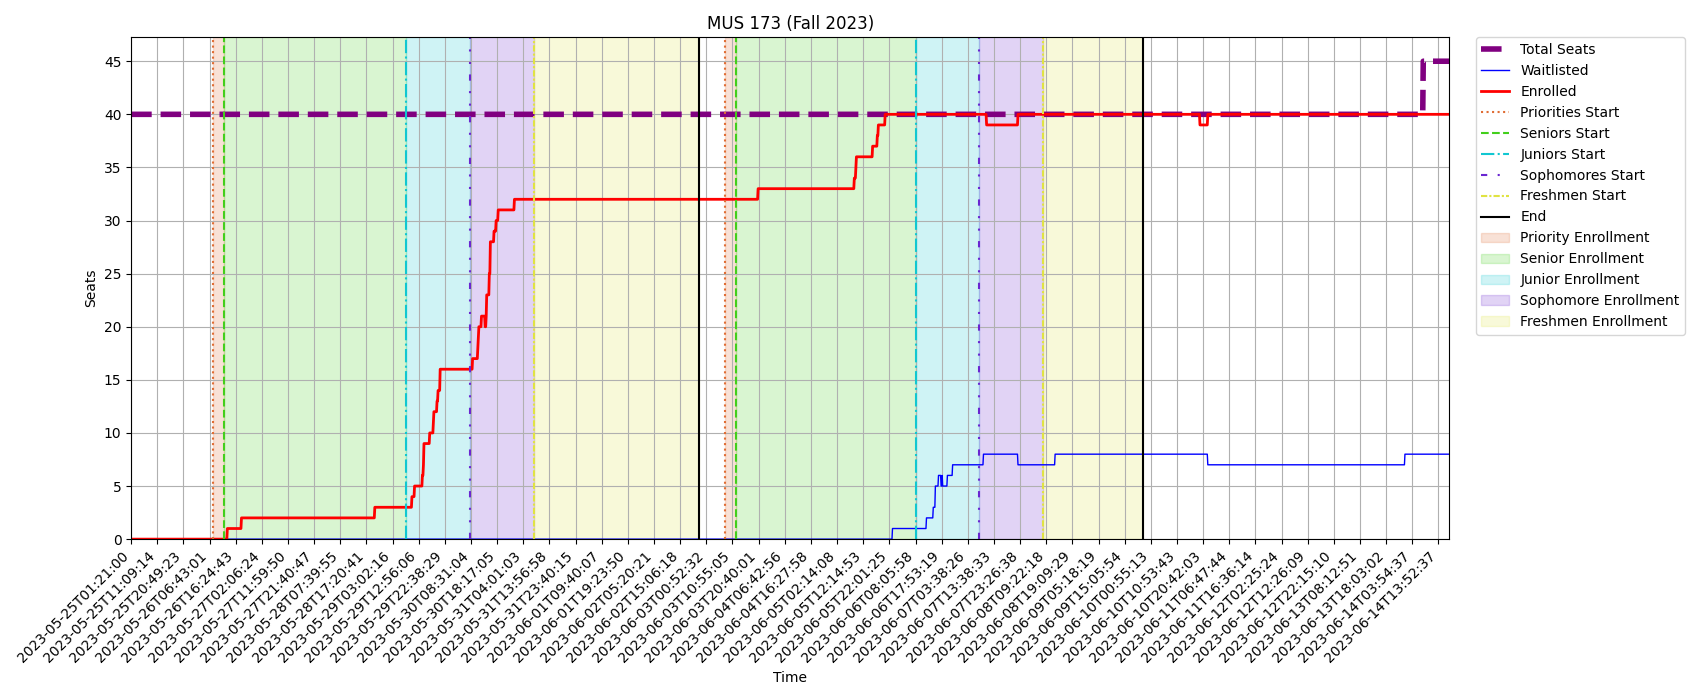 MUS 173 (Fall 2023)
Seats
45
40
35
30
25
20
15
10
5
0
2023-05-25T01:21:00
2023-05-25T11:09:14
2023-05-25T20:49:23
2023-05-26T06:43:01
2023-05-26T16:24:43
2023-05-27T02:06:24
2023-05-27T11:59:50
2023-05-27T21:40:47
2023-05-28T07:39:55
2023-05-28T17:20:41
2023-05-29T03:02:16
2023-05-29T12:56:06
2023-05-29T22:38:29
2023-05-30T08:31:04
2023-05-30T18:17:05
2023-05-31T04:01:03
2023-05-31T13:56:58
2023-05-31T23:40:15
2023-06-01T09:40:07
2023-06-01T19:23:50
2023-06-02T05:20:21
2023-06-02T15:06:18
2023-06-03T00:52:32
2023-06-03T10:55:05
2023-06-03T20:40:01
2023-06-04T06:42:56
2023-06-04T16:27:58
2023-06-05T02:14:08
2023-06-05T12:14:53
2023-06-05T22:01:25
2023-06-06T08:05:58
2023-06-06T17:53:19
2023-06-07T03:38:26
2023-06-07T13:38:33
2023-06-07T23:26:38
2023-06-08T09:22:18
2023-06-08T19:09:29
2023-06-09T05:18:19
2023-06-09T15:05:54
2023-06-10T00:55:13
2023-06-10T10:53:43
2023-06-10T20:42:03
2023-06-11T06:47:44
2023-06-11T16:36:14
2023-06-12T02:25:24
2023-06-12T12:26:09
2023-06-12T22:15:10
2023-06-13T08:12:51
2023-06-13T18:03:02
2023-06-14T03:54:37
2023-06-14T13:52:37
Time
Total Seats
Waitlisted
Enrolled
Priorities Start
Seniors Start
Juniors Start
Sophomores Start
Freshmen Start
End
Priority Enrollment
Senior Enrollment
Junior Enrollment
Sophomore Enrollment
Freshmen Enrollment